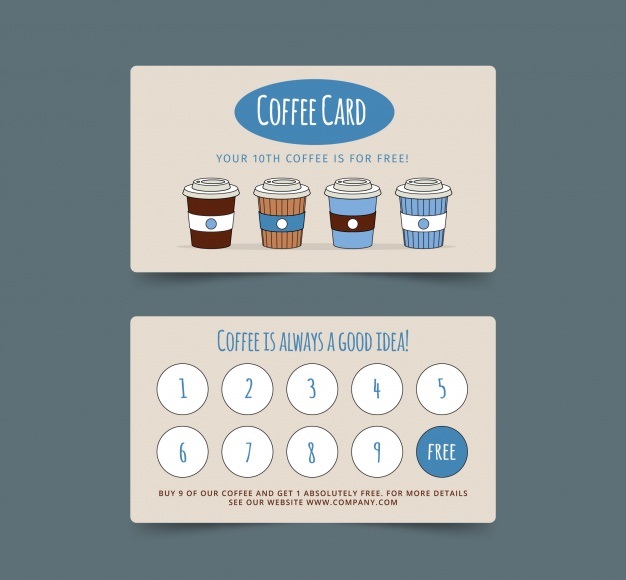 COFFEE CARD
YOUR 10TH COFFEE IS FOR FREE!
COFFEE IS ALWAYS A GOOD IDEA!
1 2 3 4 5
6 7 8 9 FREE
BUY 9 OF OUR COFFEE AND GET 1 ABSOLUTELY FREE. FOR MORE DETAILS
SEE OUR WEBSITE WWW.COMPANY.COM